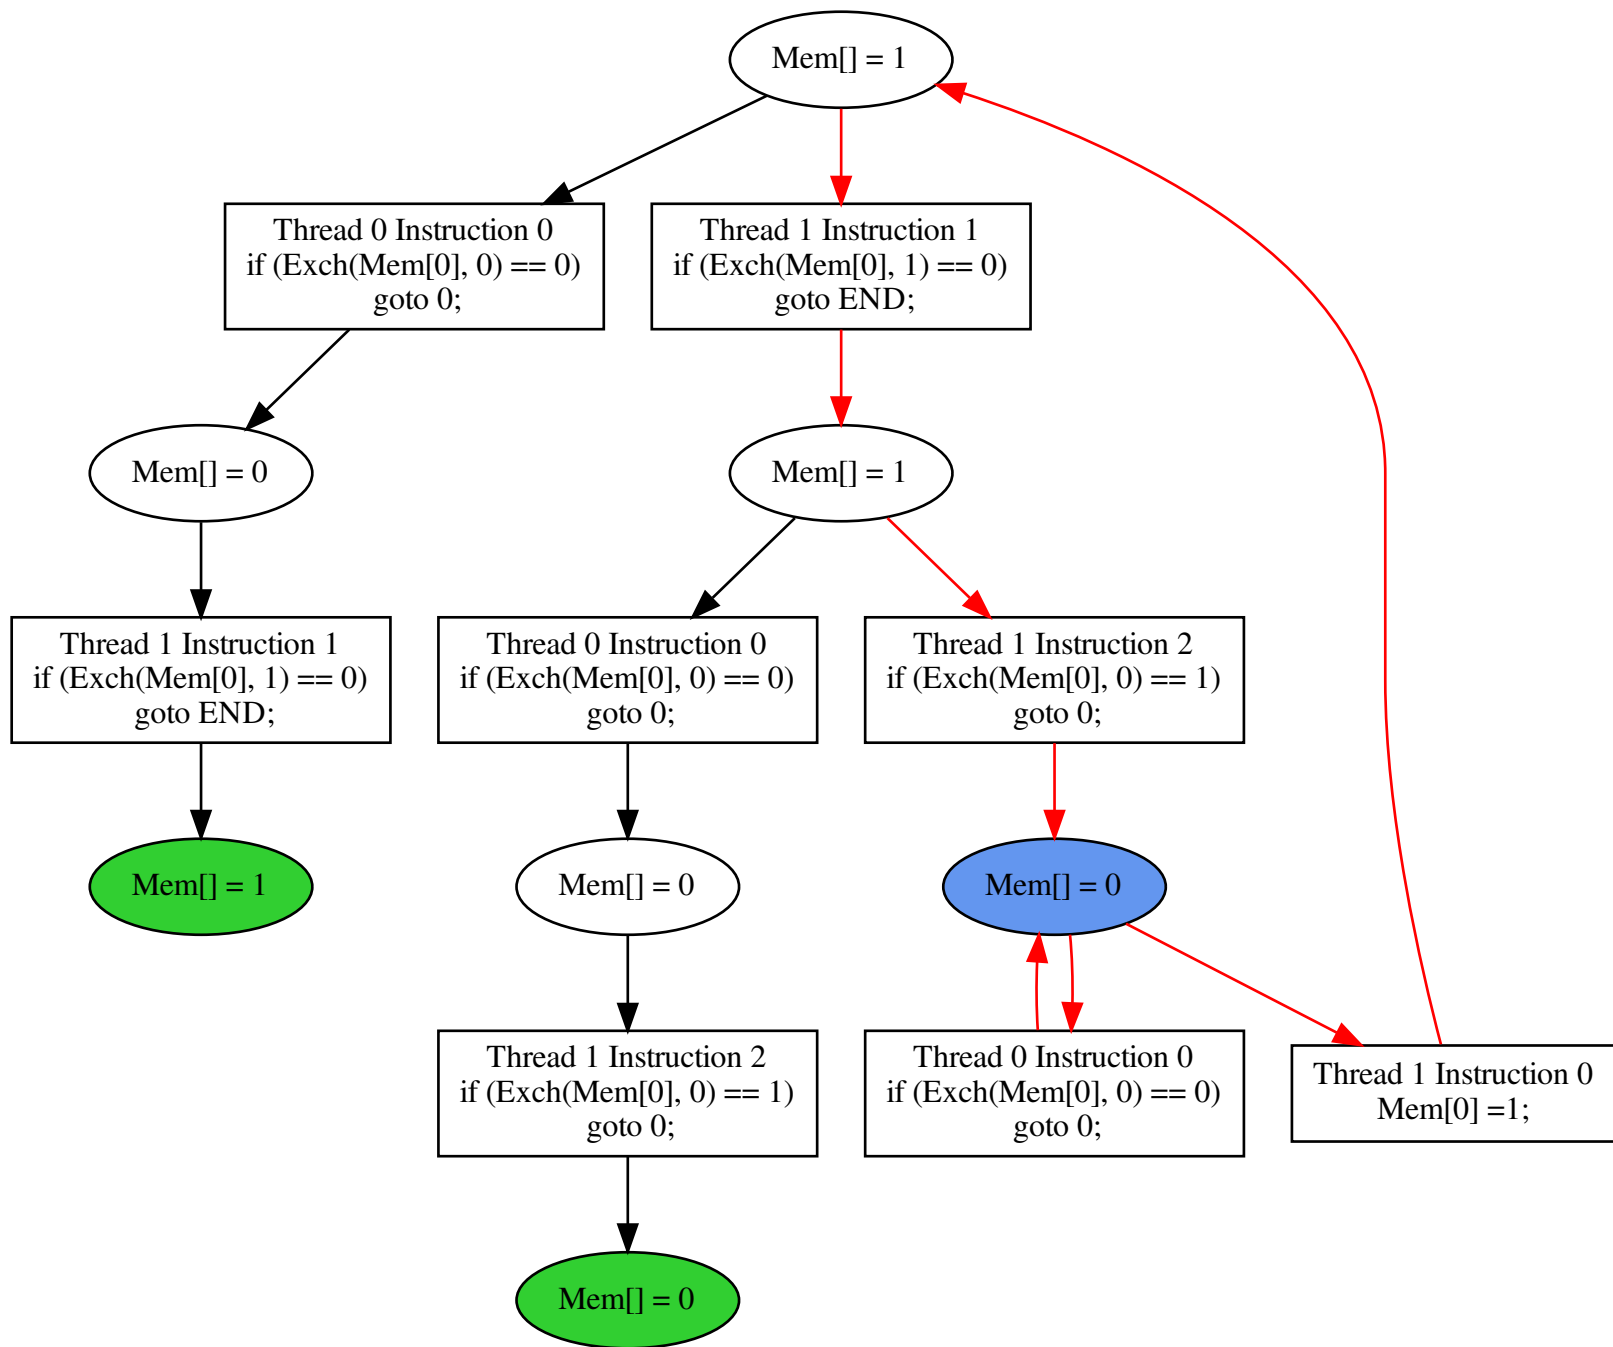 Mem[] = 1
Thread 0 Instruction 0
if (Exch(Mem[0], 0) == 0)
goto 0;
Thread 1 Instruction 1
if (Exch(Mem[0], 1) == 0)
goto END;
Mem[] = 0
Mem[] = 1
Thread 1 Instruction 1
if (Exch(Mem[0], 1) == 0)
goto END;
Thread 0 Instruction 0
if (Exch(Mem[0], 0) == 0)
goto 0;
Thread 1 Instruction 2
if (Exch(Mem[0], 0) == 1)
goto 0;
Mem[] = 1
Mem[] = 0
Mem[] = 0
Thread 1 Instruction 2
if (Exch(Mem[0], 0) == 1)
goto 0;
Thread 0 Instruction 0
if (Exch(Mem[0], 0) == 0)
goto 0;
Thread 1 Instruction 0
Mem[0] =1;
Mem[] = 0